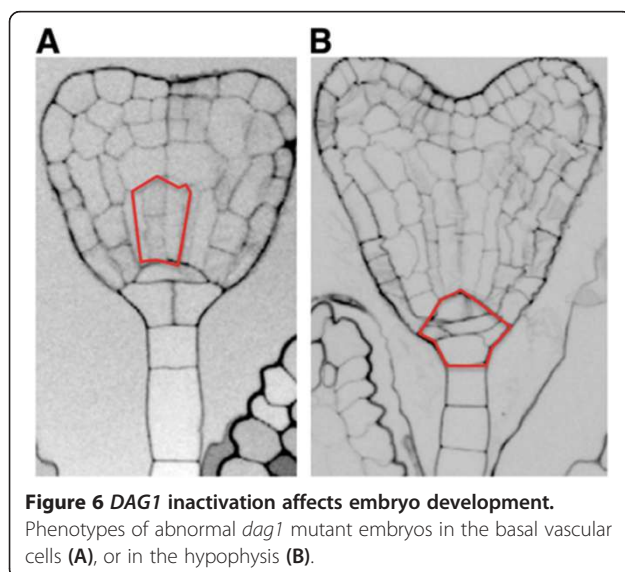 A B
Figure 6 DAG1 inactivation affects embryo development.
Phenotypes of abnormal dag1 mutant embryos in the basal vascular
cells (A), or in the hypophysis (B).